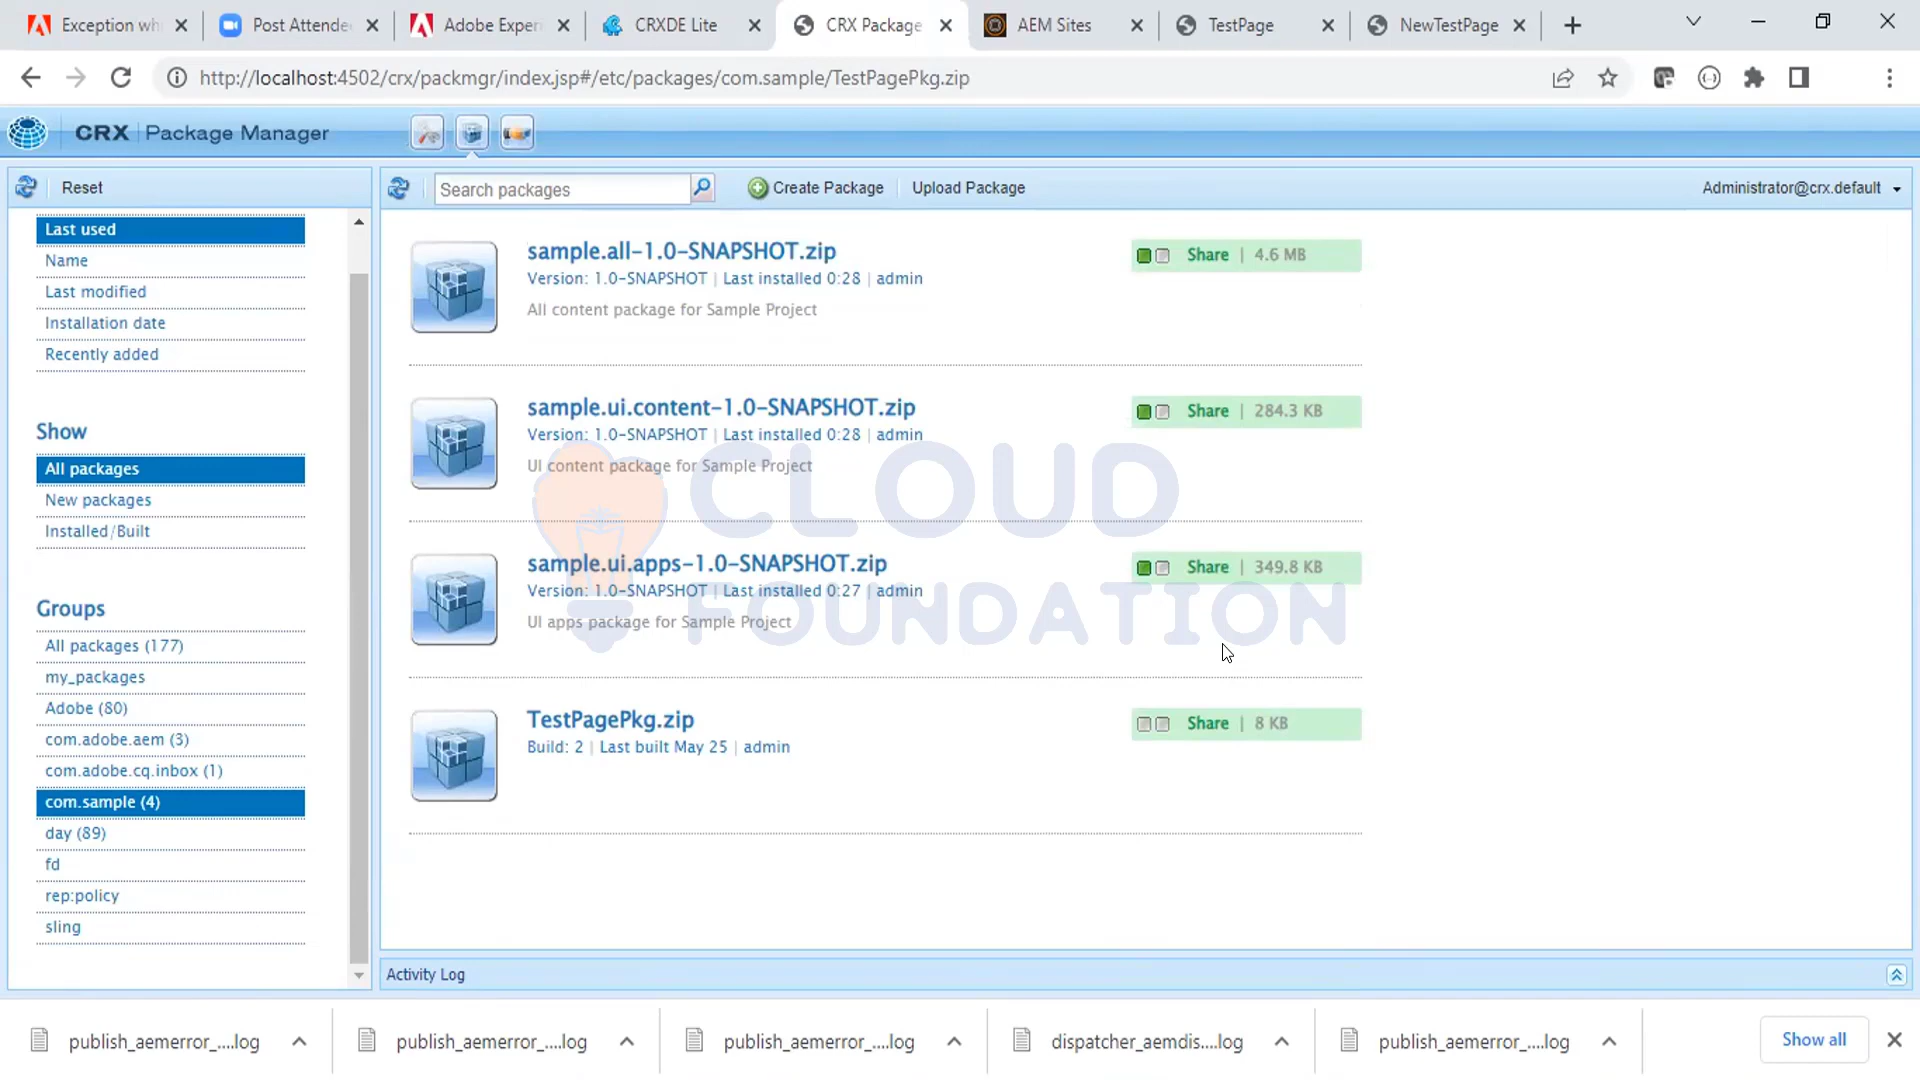 Exception wh
Post Attende
Adobe Exper
CRXDE Lite
CRX Package
AEM Sites
TestPage
NewTestPage
http://localhost:4502/crx/packmgr/index.jsp#/etc/packages/com.sample/TestPagePkg.zip
CRX Package Manager
Reset
Search packages
Create Package
Upload Package
Administrator@crx.default
Last used
Name
Last modified
Installation date
Recently added
Show
All packages
New packages
Installed/Built
Groups
All packages (177)
my_packages
Adobe (80)
com.adobe.aem (3)
com.adobe.cq.inbox (1)
com.sample (4)
day (89)
fd
rep:policy
sling
sample.all-1.0-SNAPSHOT.zip
Version: 1.0-SNAPSHOT | Last installed 0:28 | admin
All content package for Sample Project
Share | 4.6 MB
sample.ui.content-1.0-SNAPSHOT.zip
Version: 1.0-SNAPSHOT | Last installed 0:28 | admin
UI content package for Sample Project
Share | 284.3 KB
sample.ui.apps-1.0-SNAPSHOT.zip
Version: 1.0-SNAPSHOT | Last installed 0:27 | admin
UI apps package for Sample Project
Share | 349.8 KB
TestPagePkg.zip
Build: 2 | Last built May 25 | admin
Share | 8 KB
CLOUD
FOUNDATION
Activity Log
publish_aemerror_....log
publish_aemerror_....log
publish_aemerror_....log
dispatcher_aemdis....log
publish_aemerror_....log
Show all